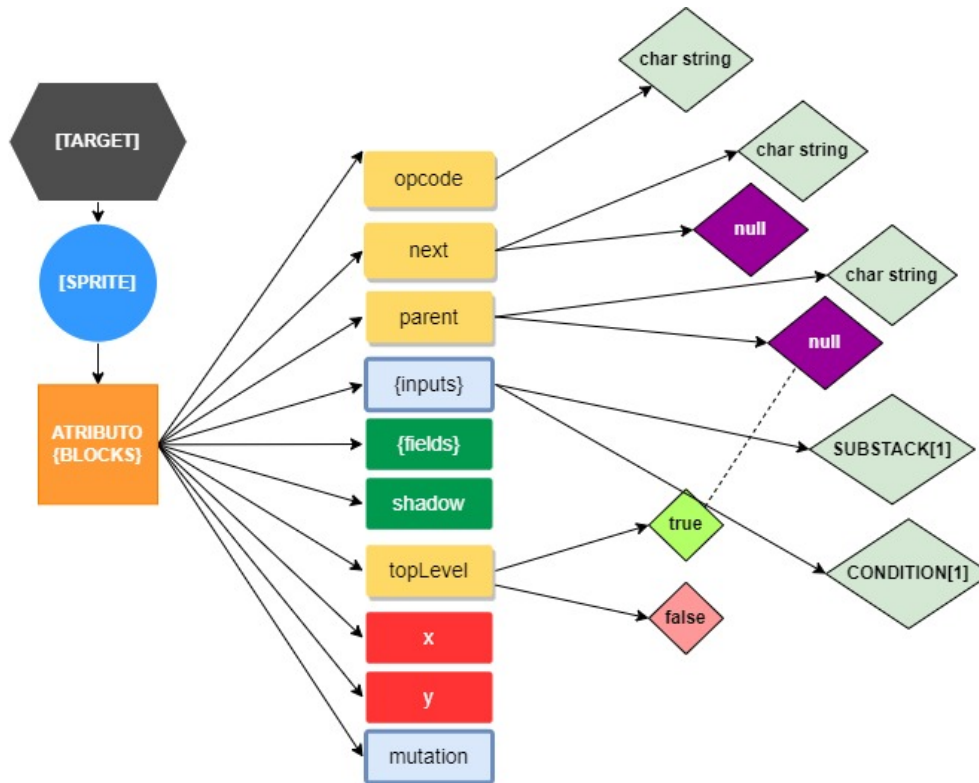 [TARGET]
[SPRITE]
ATRIBUTO
{BLOCKS}
opcode
next
parent
{inputs}
{fields}
shadow
topLevel
x
y
mutation
char string
char string
null
char string
null
SUBSTACK[1]
true
CONDITION[1]
false